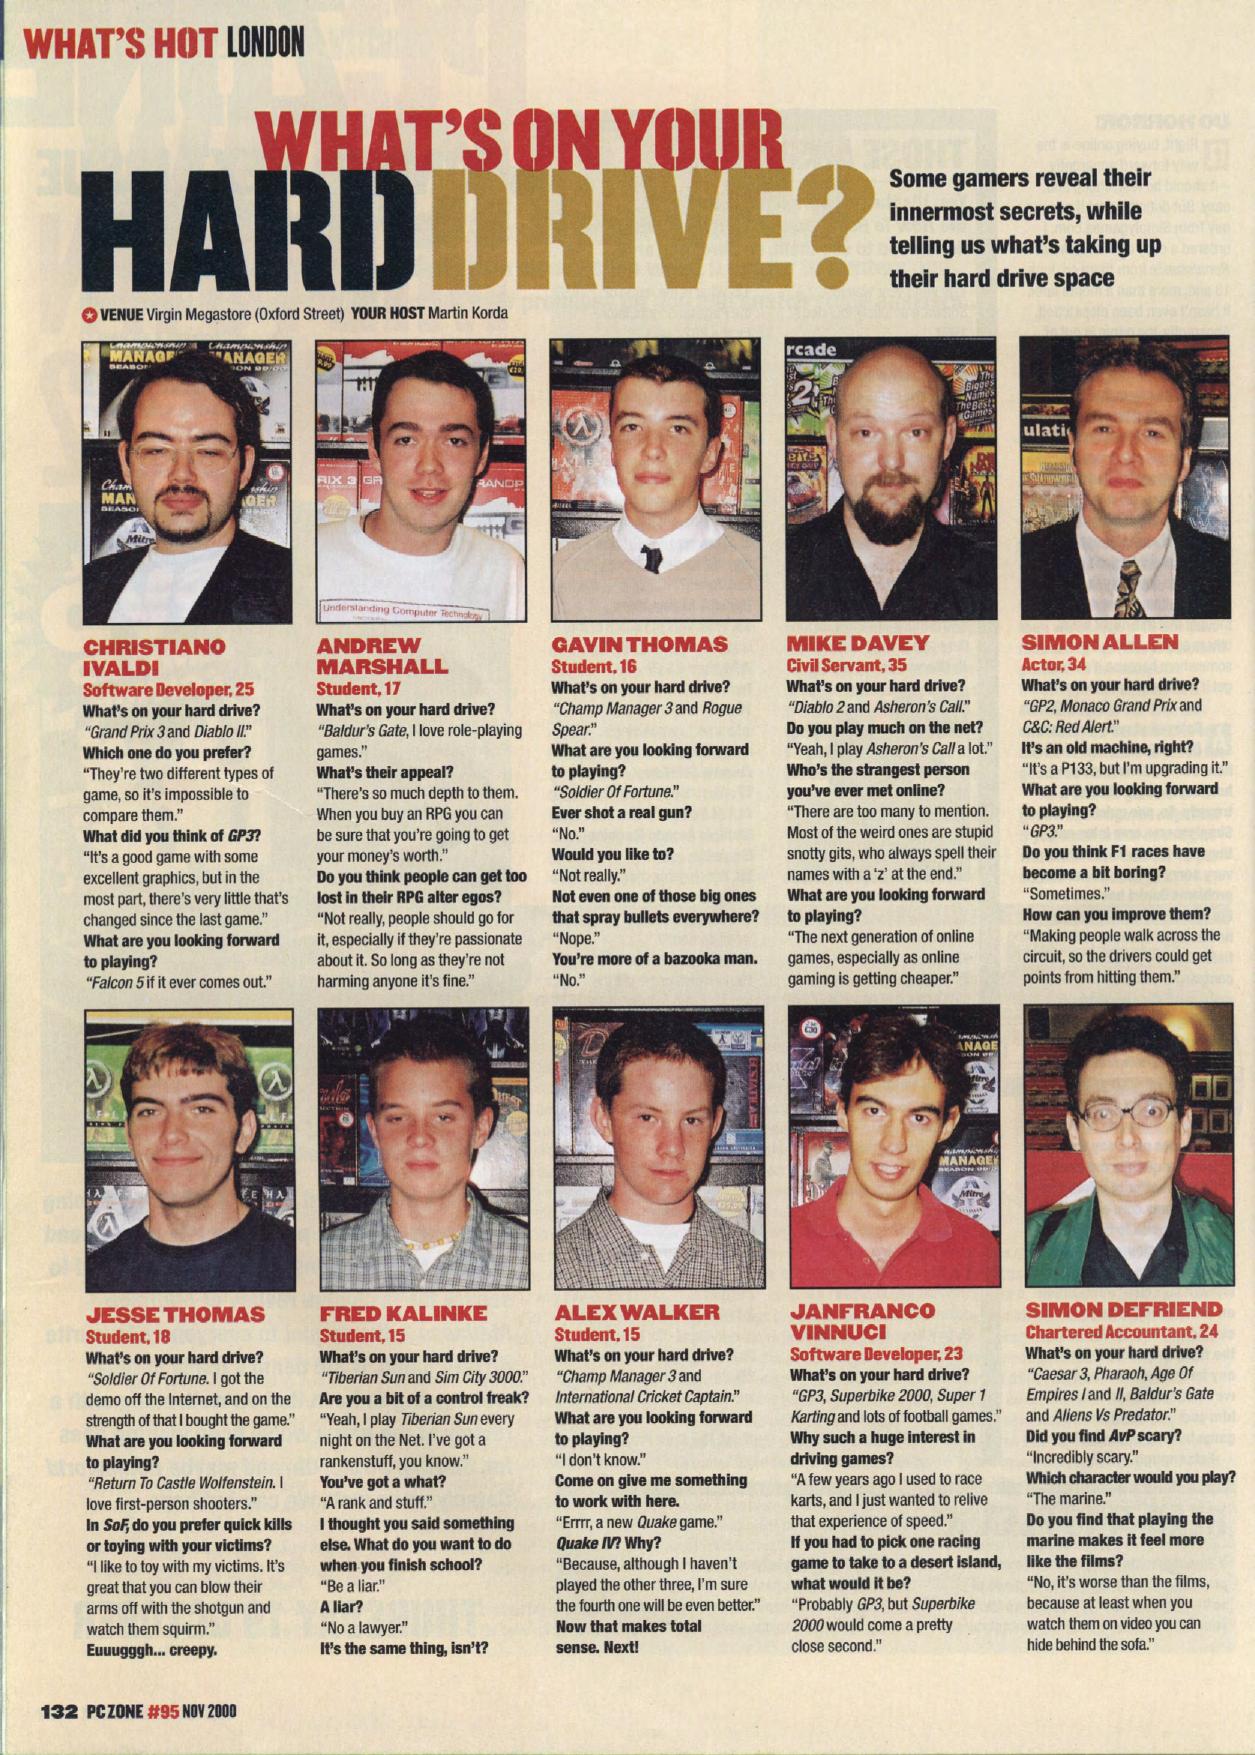 WHAT'S HOT LONDON
WHAT'S ON YOUR
HARD DRIVE?
Some gamers reveal their
innermost secrets, while
telling us what's taking up
their hard drive space
VENUE Virgin Megastore (Oxford Street) YOUR HOST Martin Korda
CHRISTIANO
IVALDI
Software Developer, 25
What's on your hard drive?
"Grand Prix 3 and Diablo II."
Which one do you prefer?
"They're two different types of
game, so it's impossible to
compare them."
What did you think of GP3?
"It's a good game with some
excellent graphics, but in the
most part, there's very little that's
changed since the last game."
What are you looking forward
to playing?
"Falcon 5 if it ever comes out."
Understanding Computer Technology
ANDREW
MARSHALL
Student, 17
What's on your hard drive?
"Baldur's Gate, I love role-playing
games."
What's their appeal?
"There's so much depth to them.
When you buy an RPG you can
be sure that you're going to get
your money's worth."
Do you think people can get too
lost in their RPG alter egos?
"Not really, people should go for
it, especially if they're passionate
about it. So long as they're not
harming anyone it's fine."
GAVIN THOMAS
Student, 16
What's on your hard drive?
"Champ Manager 3 and Rogue
Spear."
What are you looking forward
to playing?
"Soldier Of Fortune."
Ever shot a real gun?
"No."
Would you like to?
"Not really."
Not even one of those big ones
that spray bullets everywhere?
"Nope."
You're more of a bazooka man.
"No."
rcade
MIKE DAVEY
Civil Servant, 35
What's on your hard drive?
"Diablo 2 and Asheron's Call."
Do you play much on the net?
"Yeah, I play Asheron's Call a lot."
Who's the strangest person
you've ever met online?
"There are too many to mention.
Most of the weird ones are stupid
snotty gits, who always spell their
names with a 'z' at the end."
What are you looking forward
to playing?
"The next generation of online
games, especially as online
gaming is getting cheaper."
ulati
SIMON ALLEN
Actor, 34
What's on your hard drive?
"GP2, Monaco Grand Prix and
C&C: Red Alert."
It's an old machine, right?
"It's a P133, but I'm upgrading it."
What are you looking forward
to playing?
"GP3."
Do you think F1 races have
become a bit boring?
"Sometimes."
How can you improve them?
"Making people walk across the
circuit, so the drivers could get
points from hitting them."
JESSE THOMAS
Student, 18
What's on your hard drive?
"Soldier Of Fortune. I got the
demo off the Internet, and on the
strength of that I bought the game."
What are you looking forward
to playing?
"Return To Castle Wolfenstein. I
love first-person shooters."
In SoF, do you prefer quick kills
or toying with your victims?
"I like to toy with my victims. It's
great that you can blow their
arms off with the shotgun and
watch them squirm."
Euuugggh... creepy.
FRED KALINKE
Student, 15
What's on your hard drive?
"Tiberian Sun and Sim City 3000."
Are you a bit of a control freak?
"Yeah, I play Tiberian Sun every
night on the Net. I've got a
rankenstuff, you know."
You've got a what?
"A rank and stuff."
I thought you said something
else. What do you want to do
when you finish school?
"Be a liar."
A liar?
"No a lawyer."
It's the same thing, isn't?
ALEX WALKER
Student, 15
What's on your hard drive?
"Champ Manager 3 and
International Cricket Captain."
What are you looking forward
to playing?
"I don't know."
Come on give me something
to work with here.
"Errrr, a new Quake game."
Quake IV? Why?
"Because, although I haven't
played the other three, I'm sure
the fourth one will be even better."
Now that makes total
sense. Next!
JANFRANCO
VINNUCI
Software Developer, 23
What's on your hard drive?
"GP3, Superbike 2000, Super 1
Karting and lots of football games."
Why such a huge interest in
driving games?
"A few years ago I used to race
karts, and I just wanted to relive
that experience of speed."
If you had to pick one racing
game to take to a desert island,
what would it be?
"Probably GP3, but Superbike
2000 would come a pretty
close second."
SIMON DEFRIEND
Chartered Accountant, 24
What's on your hard drive?
"Caesar 3, Pharaoh, Age Of
Empires I and II, Baldur's Gate
and Aliens Vs Predator."
Did you find AvP scary?
"Incredibly scary."
Which character would you play?
"The marine."
Do you find that playing the
marine makes it feel more
like the films?
"No, it's worse than the films,
because at least when you
watch them on video you can
hide behind the sofa."
132 PC ZONE #95 NOV 2000